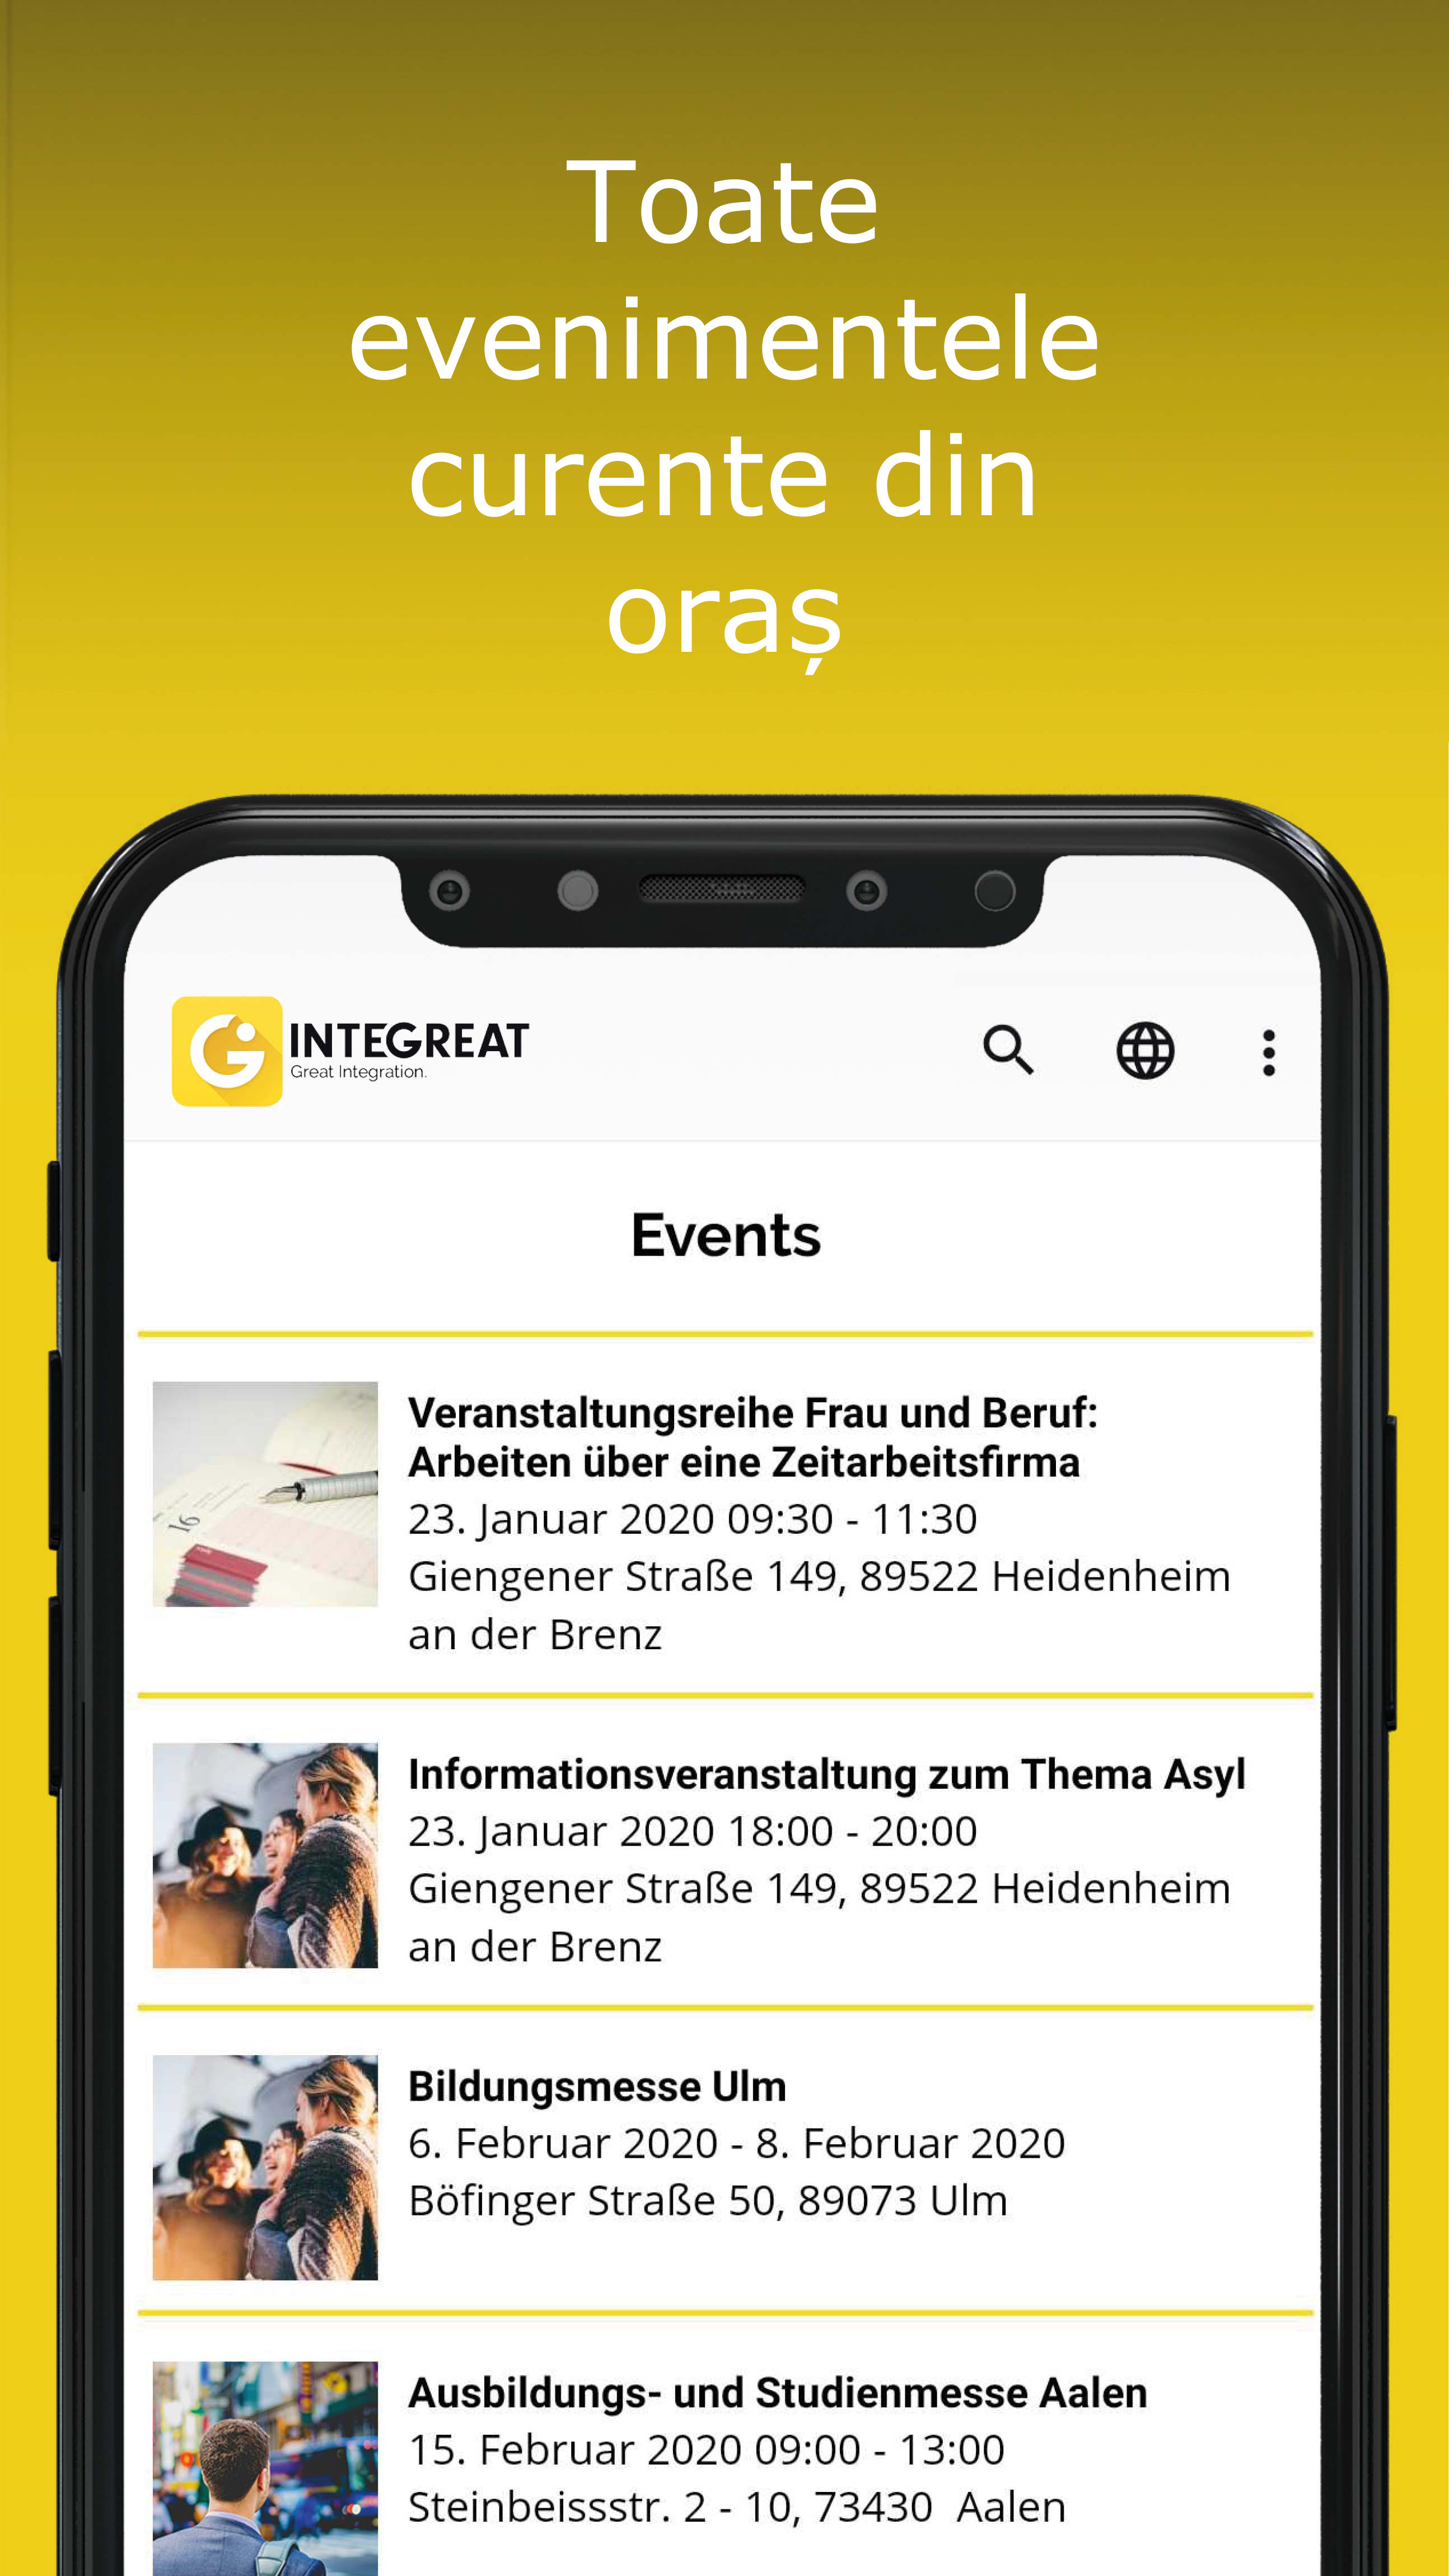 Toate
evenimentele
curente din
oraș
INTEGREAT
Great Integration.
Events
Veranstaltungsreihe Frau und Beruf:
Arbeiten über eine Zeitarbeitsfirma
23. Januar 2020 09:30 - 11:30
Giengener Straße 149, 89522 Heidenheim
an der Brenz
16
Informationsveranstaltung zum Thema Asyl
23. Januar 2020 18:00 - 20:00
Giengener Straße 149, 89522 Heidenheim
an der Brenz
Bildungsmesse Ulm
6. Februar 2020 - 8. Februar 2020
Böfinger Straße 50, 89073 Ulm
Ausbildungs- und Studienmesse Aalen
15. Februar 2020 09:00 - 13:00
Steinbeissstr. 2 - 10, 73430  Aalen